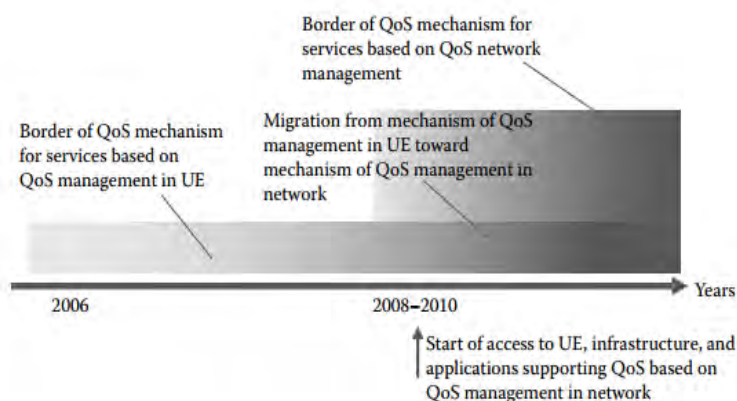 Border of QoS mechanism for
services based on QoS network
management
Border of QoS mechanism
for services based on
QoS management in UE
Migration from mechanism of QoS
management in UE toward
mechanism of QoS management in
network
Years
2006
2008–2010
Start of access to UE, infrastructure, and
applications supporting QoS based on
QoS management in network